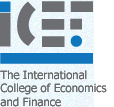 ICEF
The International
College of Economics
and Finance